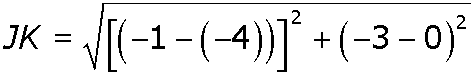 JK = √[(−1 − (−4))]² + (−3 − 0)²